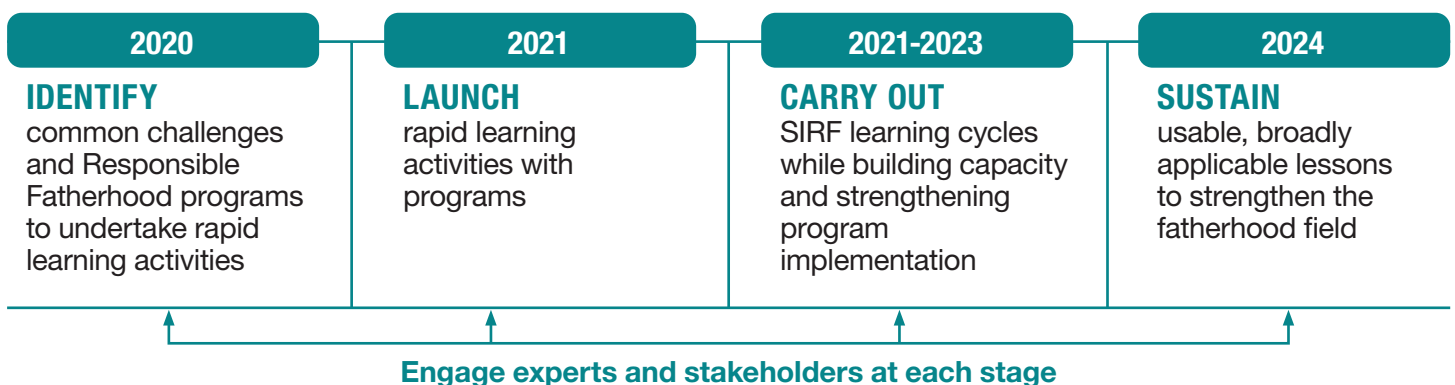 2020
IDENTIFY
common challenges
and Responsible
Fatherhood programs
to undertake rapid
learning activities
2021
LAUNCH
rapid learning
activities with
programs
2021-2023
CARRY OUT
SIRF learning cycles
while building capacity
and strengthening
program
implementation
2024
SUSTAIN
usable, broadly
applicable lessons
to strengthen the
fatherhood field
Engage experts and stakeholders at each stage